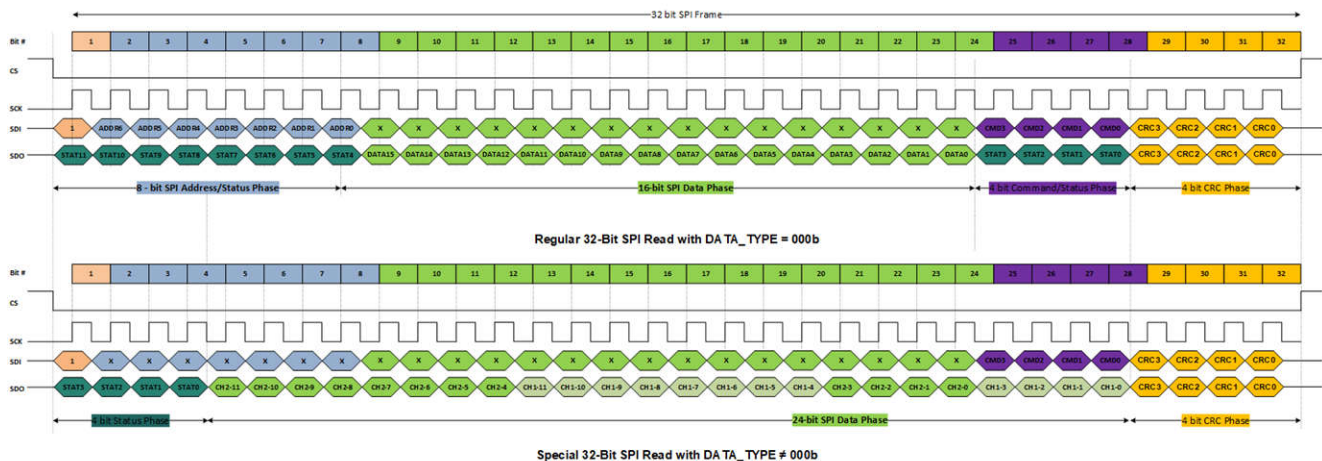 32 bit SPI Frame
Bit # 1 2 3 4 5 6 7 8 9 10 11 12 13 14 15 16 17 18 19 20 21 22 23 24 25 26 27 28 29 30 31 32
CS
SCK
SDI 1 ADDR6 ADDR5 ADDR4 ADDR3 ADDR2 ADDR1 ADDR0 X X X X X X X X X X X X X X X X CMD3 CMD2 CMD1 CMD0 CRC3 CRC2 CRC1 CRC0
SDO STAT11 STAT10 STAT9 STAT8 STAT7 STAT6 STAT5 STAT4 DATA15 DATA14 DATA13 DATA12 DATA11 DATA10 DATA9 DATA8 DATA7 DATA6 DATA5 DATA4 DATA3 DATA2 DATA1 DATA0 STAT3 STAT2 STAT1 STAT0 CRC3 CRC2 CRC1 CRC0
8 - bit SPI Address/Status Phase 16-bit SPI Data Phase 4 bit Command/Status Phase 4 bit CRC Phase
Regular 32-Bit SPI Read with DATA_TYPE = 000b
Bit # 1 2 3 4 5 6 7 8 9 10 11 12 13 14 15 16 17 18 19 20 21 22 23 24 25 26 27 28 29 30 31 32
CS
SCK
SDI 1 X X X X X X X X X X X X X X X X X X X X X X X CMD3 CMD2 CMD1 CMD0 CRC3 CRC2 CRC1 CRC0
SDO STAT3 STAT2 STAT1 STAT0 CH2-11 CH2-10 CH2-9 CH2-8 CH2-7 CH2-6 CH2-5 CH2-4 CH1-11 CH1-10 CH1-9 CH1-8 CH1-7 CH1-6 CH1-5 CH1-4 CH2-3 CH2-2 CH2-1 CH2-0 CH1-3 CH1-2 CH1-1 CH1-0 CRC3 CRC2 CRC1 CRC0
4 bit Status Phase 24-bit SPI Data Phase 4 bit CRC Phase
Special 32-Bit SPI Read with DATA_TYPE ≠ 000b